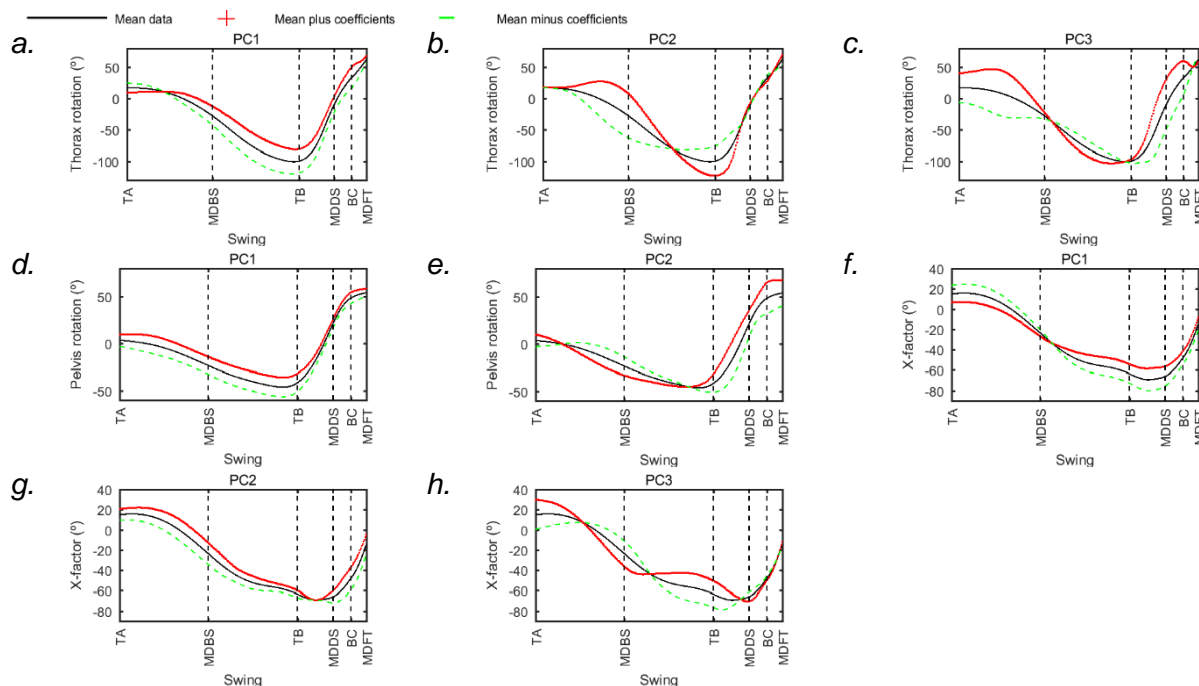 Mean data Mean plus coefficients Mean minus coefficients
a.
PC1
Thorax rotation (º)
50
0
-50
-100
TA
MDBS
TB
MDDS
BC
MDFT
Swing
b.
PC2
Thorax rotation (º)
50
0
-50
-100
TA
MDBS
TB
MDDS
BC
MDFT
Swing
c.
PC3
Thorax rotation (º)
50
0
-50
-100
TA
MDBS
TB
MDDS
BC
MDFT
Swing
d.
PC1
Pelvis rotation (º)
50
0
-50
TA
MDBS
TB
MDDS
BC
MDFT
Swing
e.
PC2
Pelvis rotation (º)
50
0
-50
TA
MDBS
TB
MDDS
BC
MDFT
Swing
f.
PC1
X-factor (º)
40
20
0
-20
-40
-60
-80
TA
MDBS
TB
MDDS
BC
MDFT
Swing
g.
PC2
X-factor (º)
40
20
0
-20
-40
-60
-80
TA
MDBS
TB
MDDS
BC
MDFT
Swing
h.
PC3
X-factor (º)
40
20
0
-20
-40
-60
-80
TA
MDBS
TB
MDDS
BC
MDFT
Swing